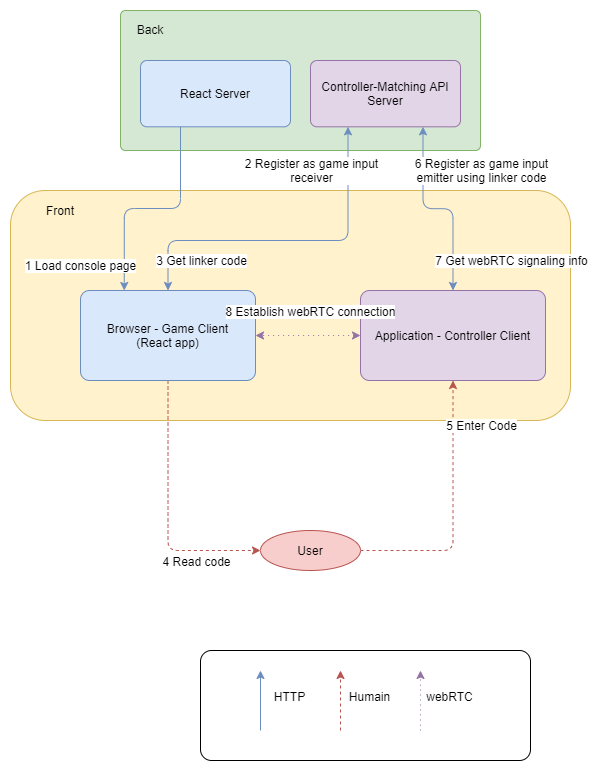 Back
React Server
Controller-Matching API
Server
2 Register as game input
receiver
6 Register as game input
emitter using linker code
Front
1 Load console page
3 Get linker code
7 Get webRTC signaling info
8 Establish webRTC connection
Browser - Game Client
(React app)
Application - Controller Client
5 Enter Code
4 Read code
User
HTTP
Humain
webRTC